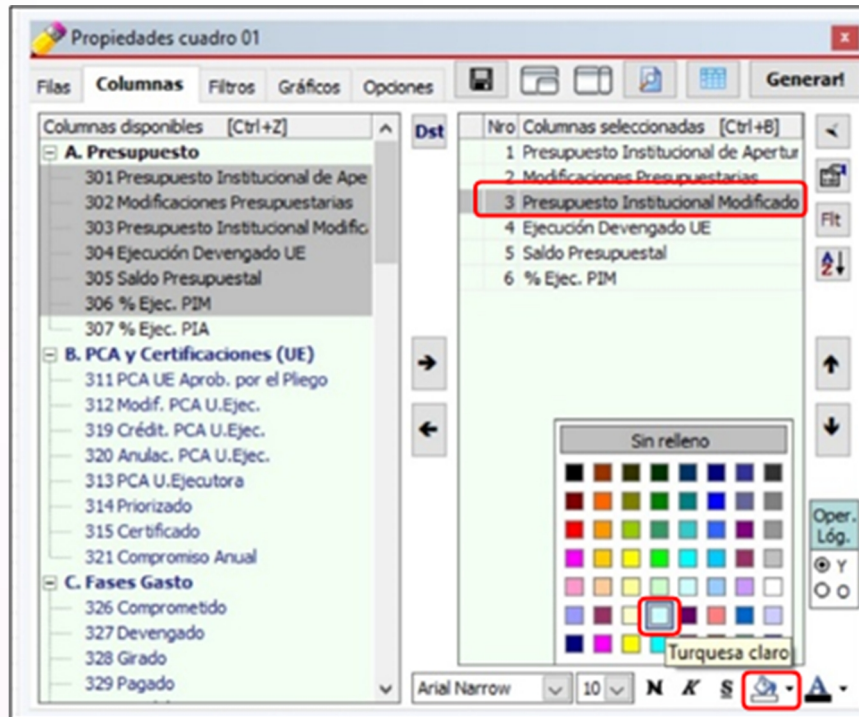 Propiedades cuadro 01
x
Filas Columnas Filtros Gráficos Opciones Generar!
Columnas disponibles [Ctrl+Z]
A. Presupuesto
301 Presupuesto Institucional de Ape
302 Modificaciones Presupuestarias
303 Presupuesto Institucional Modific
304 Ejecución Devengado UE
305 Saldo Presupuestal
306 % Ejec. PIM
307 % Ejec. PIA
B. PCA y Certificaciones (UE)
311 PCA UE Aprob. por el Pliego
312 Modif. PCA U.Ejec.
319 Crédit. PCA U.Ejec.
320 Anulac. PCA U.Ejec.
313 PCA U.Ejecutora
314 Priorizado
315 Certificado
321 Compromiso Anual
C. Fases Gasto
326 Comprometido
327 Devengado
328 Girado
329 Pagado
Dst
Nro Columnas seleccionadas [Ctrl+B]
1 Presupuesto Institucional de Apertur
2 Modificaciones Presupuestarias
3 Presupuesto Institucional Modificado
4 Ejecución Devengado UE
5 Saldo Presupuestal
6 % Ejec. PIM
Flt
A
Z
Sin relleno
Turquesa claro
Oper.
Lóg.
Y
O
Arial Narrow 10 N K S A